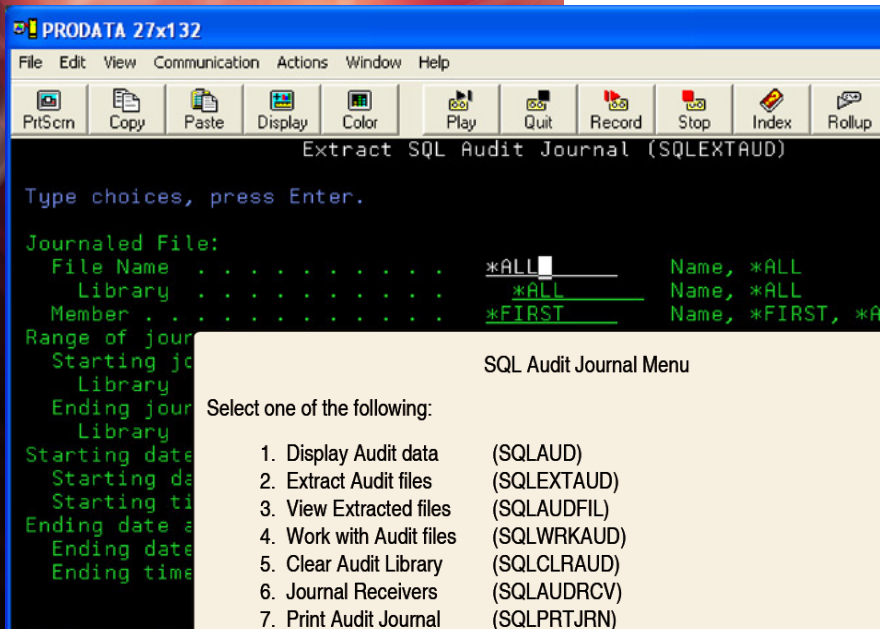 PRODATA 27x132
File Edit View Communication Actions Window Help
PrtScrn Copy Paste Display Color Play Quit Record Stop Index Rollup
Extract SQL Audit Journal (SQLEXTAUD)
Type choices, press Enter.
Journaled File:
File Name . . . . . . . . . . . *ALL Name, *ALL
Library . . . . . . . . . . . *ALL Name, *ALL
Member . . . . . . . . . . . . . *FIRST Name, *FIRST, *A
Range of jour
Starting jo
Library
Ending jour
Library
Starting date
Starting da
Starting ti
Ending date a
Ending date
Ending time
SQL Audit Journal Menu
Select one of the following:
1. Display Audit data (SQLAUD)
2. Extract Audit files (SQLEXTAUD)
3. View Extracted files (SQLAUDFIL)
4. Work with Audit files (SQLWRKAUD)
5. Clear Audit Library (SQLCLRAUD)
6. Journal Receivers (SQLAUDRCV)
7. Print Audit Journal (SQLPRTJRN)